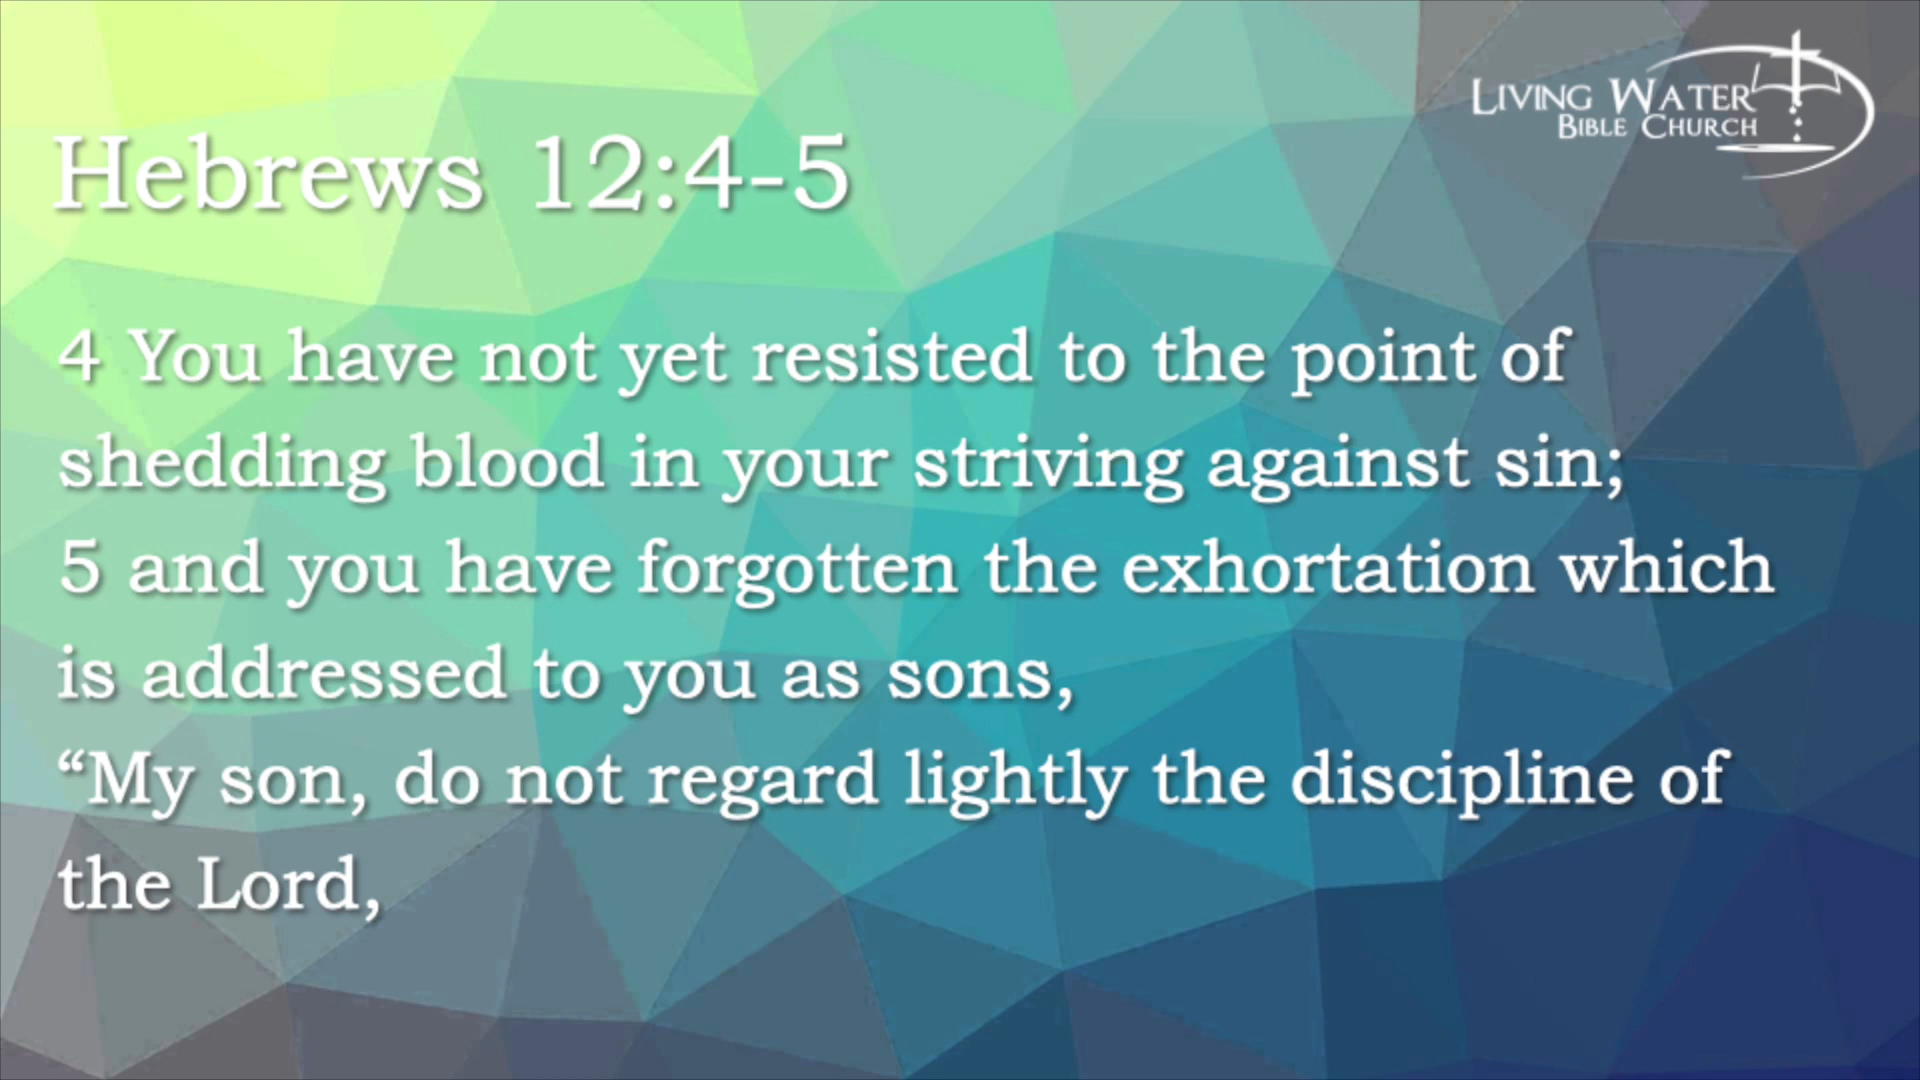 LIVING WATER
BIBLE CHURCH
Hebrews 12:4-5
4 You have not yet resisted to the point of
shedding blood in your striving against sin;
5 and you have forgotten the exhortation which
is addressed to you as sons,
“My son, do not regard lightly the discipline of
the Lord,